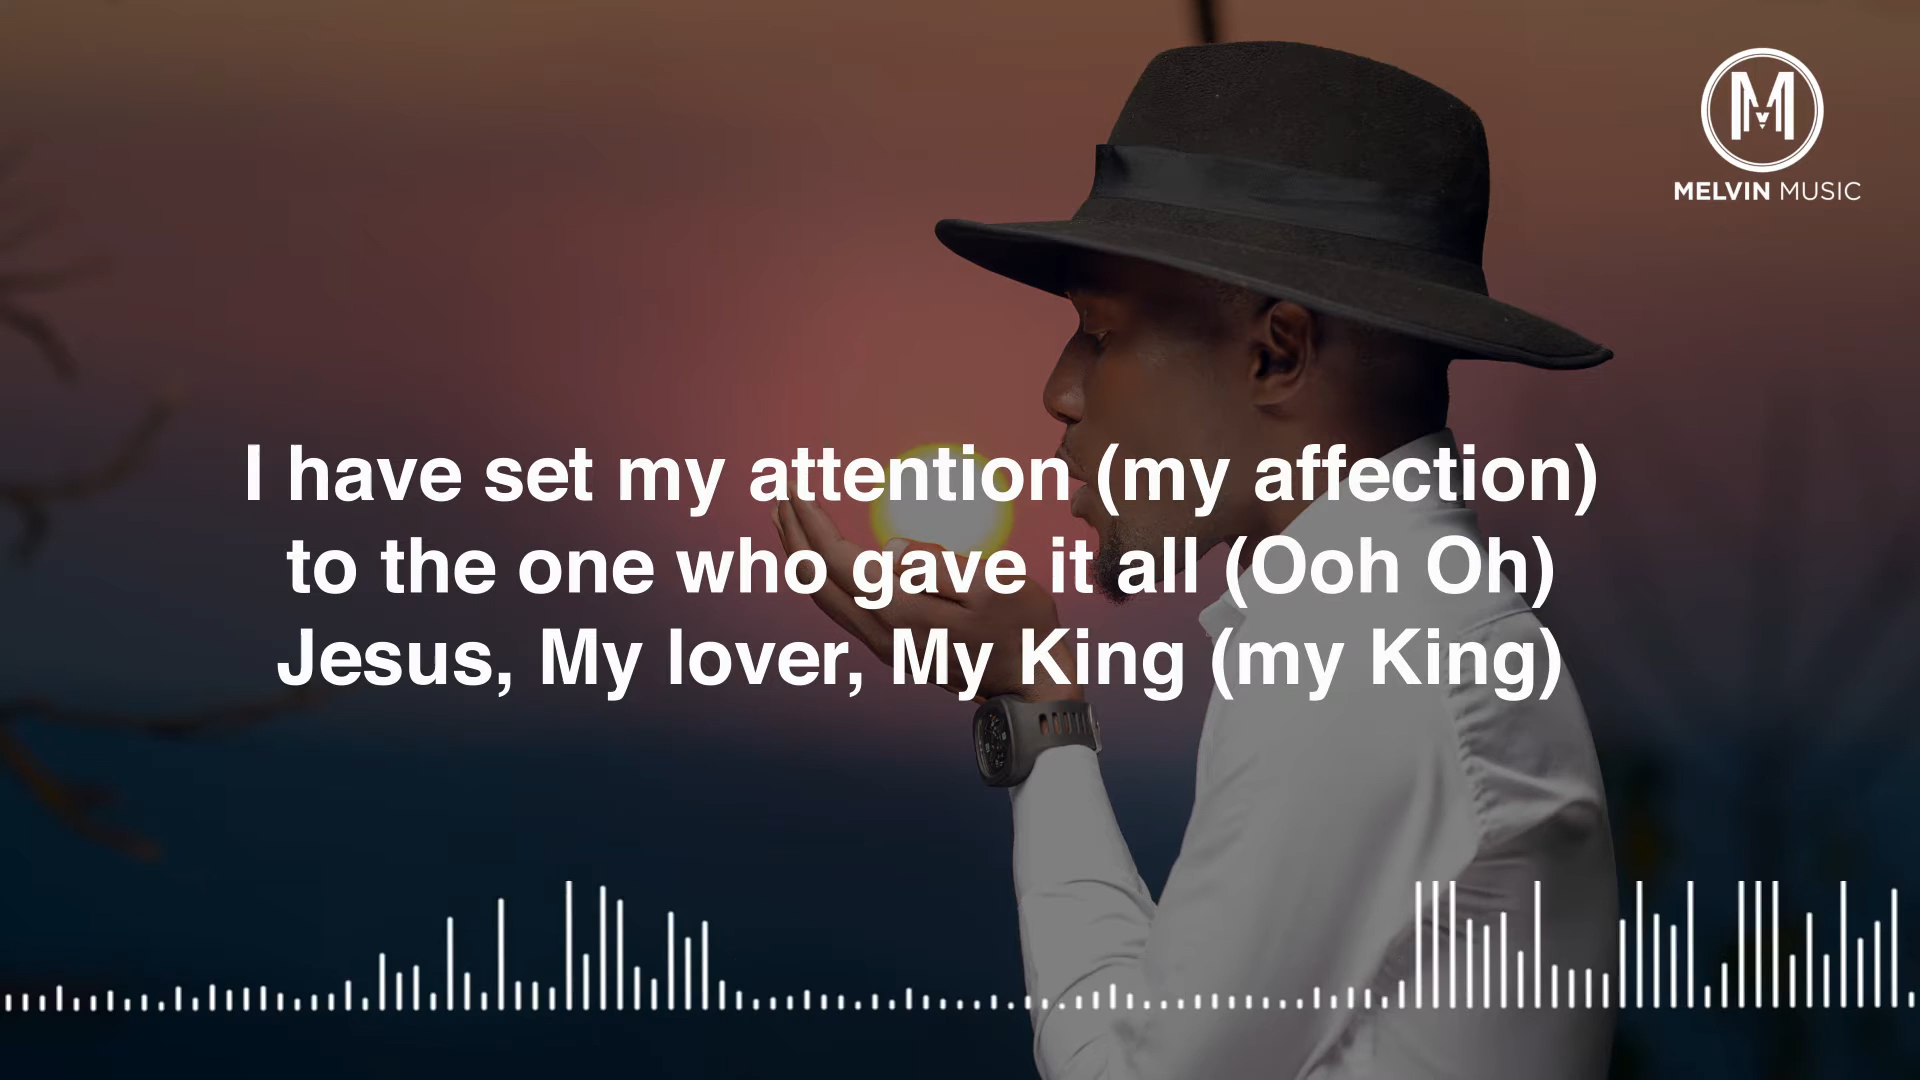 MELVIN MUSIC
I have set my attention (my affection)
to the one who gave it all (Ooh Oh)
Jesus, My lover, My King (my King)